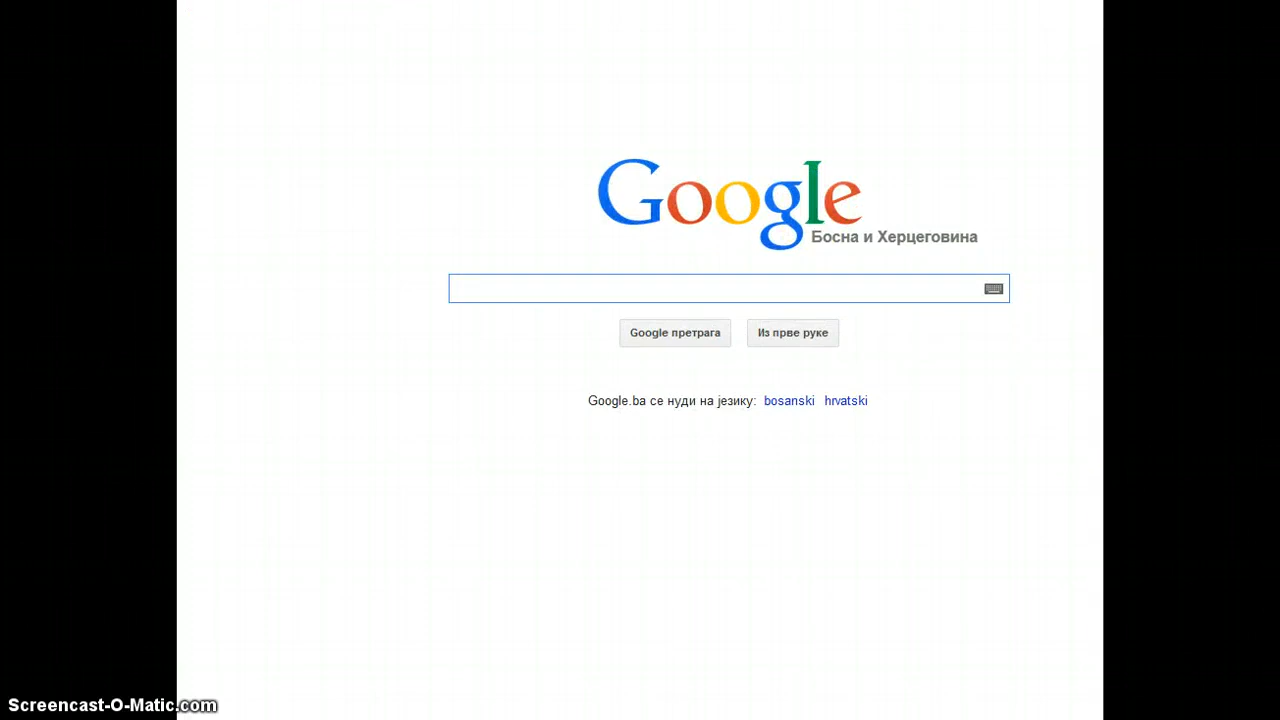 Google
Босна и Херцеговина
Google претрага
Из прве руке
Google.ba се нуди на језику: bosanski hrvatski
Screencast-O-Matic.com